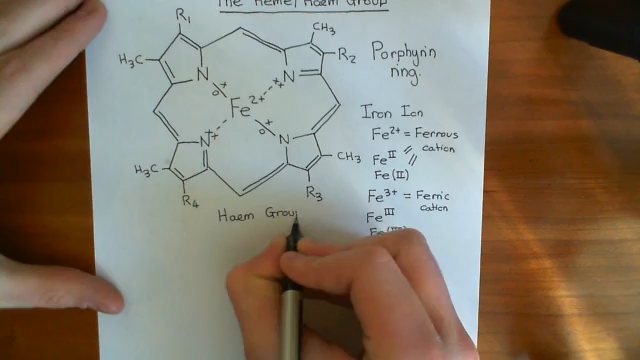 The Heme/Haem Group
R1
CH3
H3C
R2
N
N
Fe2+
N
N
H3C
CH3
R4
R3
Haem Grou
Porphyrin
ring.
Iron Ion
Fe2+ = Ferrous
cation
FeII
Fe(II)
Fe3+ = Ferric
cation
FeIII